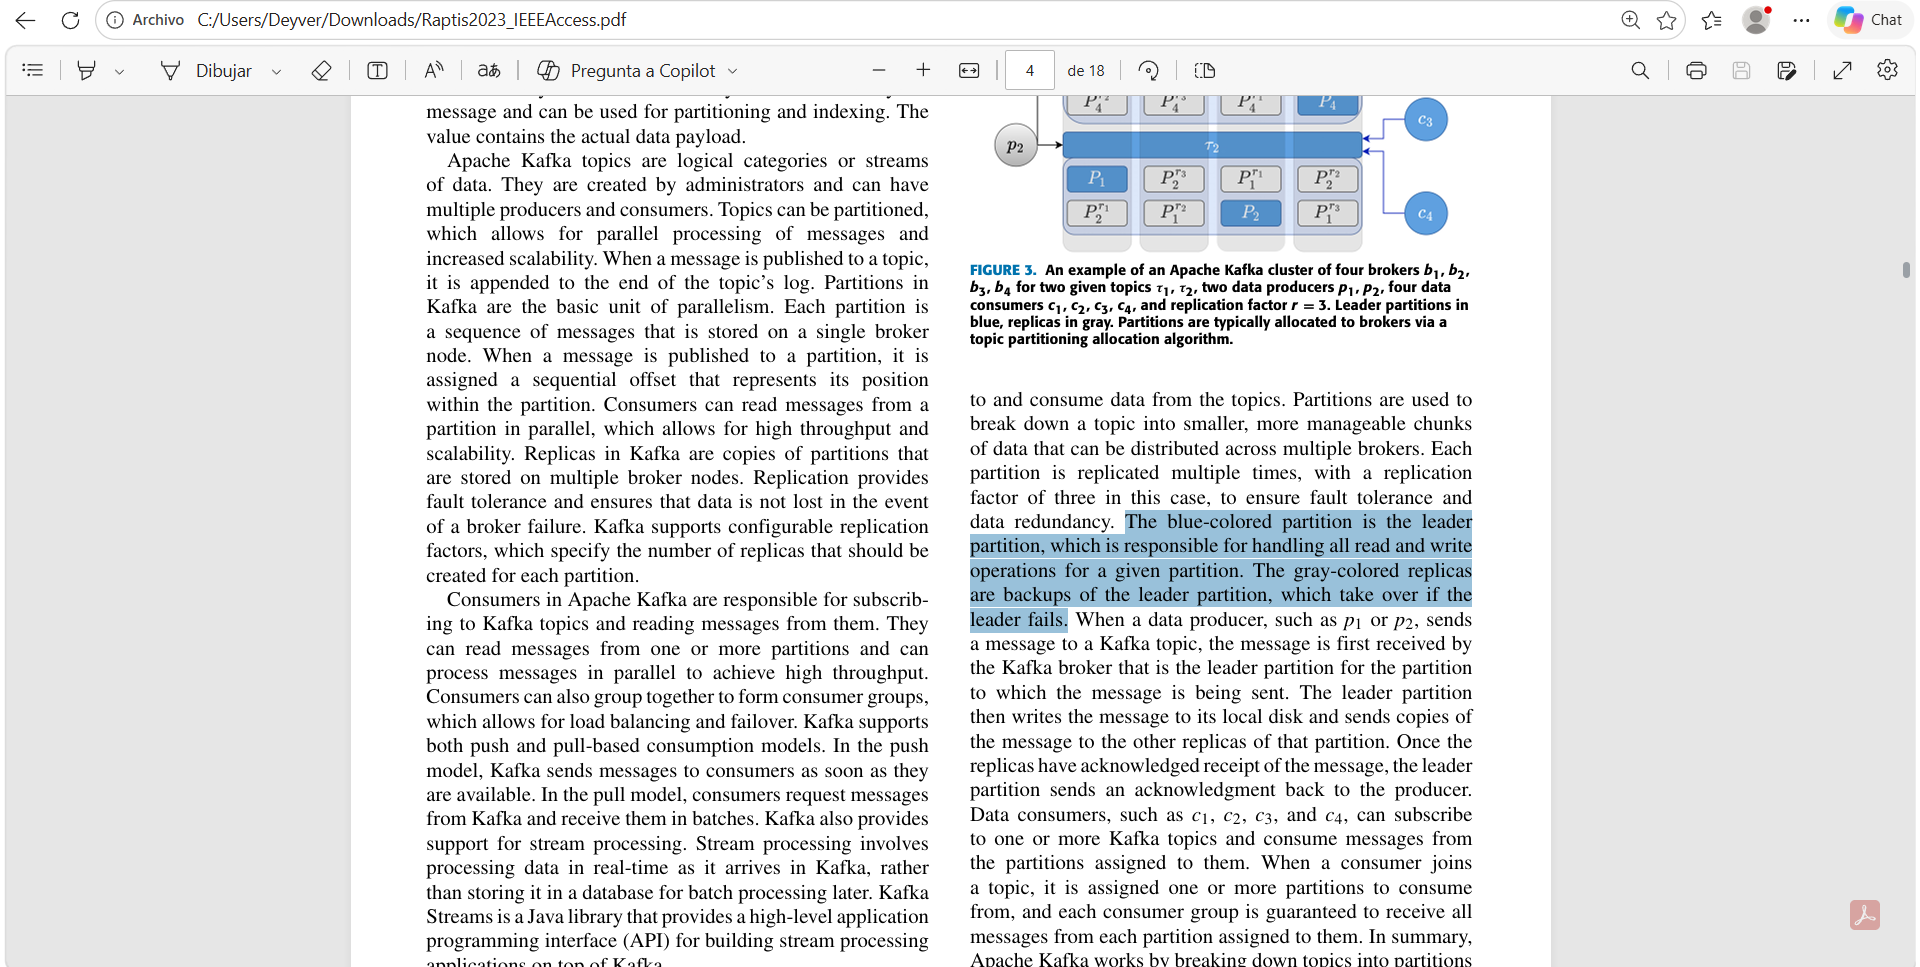 Archivo C:/Users/Deyver/Downloads/Raptis2023_IEEEAccess.pdf
Chat
Dibujar
Pregunta a Copilot
4 de 18
message and can be used for partitioning and indexing. The
value contains the actual data payload.
Apache Kafka topics are logical categories or streams
of data. They are created by administrators and can have
multiple producers and consumers. Topics can be partitioned,
which allows for parallel processing of messages and
increased scalability. When a message is published to a topic,
it is appended to the end of the topic's log. Partitions in
Kafka are the basic unit of parallelism. Each partition is
a sequence of messages that is stored on a single broker
node. When a message is published to a partition, it is
assigned a sequential offset that represents its position
within the partition. Consumers can read messages from a
partition in parallel, which allows for high throughput and
scalability. Replicas in Kafka are copies of partitions that
are stored on multiple broker nodes. Replication provides
fault tolerance and ensures that data is not lost in the event
of a broker failure. Kafka supports configurable replication
factors, which specify the number of replicas that should be
created for each partition.
Consumers in Apache Kafka are responsible for subscrib-
ing to Kafka topics and reading messages from them. They
can read messages from one or more partitions and can
process messages in parallel to achieve high throughput.
Consumers can also group together to form consumer groups,
which allows for load balancing and failover. Kafka supports
both push and pull-based consumption models. In the push
model, Kafka sends messages to consumers as soon as they
are available. In the pull model, consumers request messages
from Kafka and receive them in batches. Kafka also provides
support for stream processing. Stream processing involves
processing data in real-time as it arrives in Kafka, rather
than storing it in a database for batch processing later. Kafka
Streams is a Java library that provides a high-level application
programming interface (API) for building stream processing
applications on top of Kafka.
P₄ʳ² P₄ʳ³ P₄ʳ¹ P₄
c₃
p₂
τ₂
P₁ P₂ʳ³ P₁ʳ¹ P₂ʳ²
P₂ʳ¹ P₁ʳ² P₂ P₁ʳ³
c₄
FIGURE 3. An example of an Apache Kafka cluster of four brokers b₁, b₂,
b₃, b₄ for two given topics τ₁, τ₂, two data producers p₁, p₂, four data
consumers c₁, c₂, c₃, c₄, and replication factor r = 3. Leader partitions in
blue, replicas in gray. Partitions are typically allocated to brokers via a
topic partitioning allocation algorithm.
to and consume data from the topics. Partitions are used to
break down a topic into smaller, more manageable chunks
of data that can be distributed across multiple brokers. Each
partition is replicated multiple times, with a replication
factor of three in this case, to ensure fault tolerance and
data redundancy. The blue-colored partition is the leader
partition, which is responsible for handling all read and write
operations for a given partition. The gray-colored replicas
are backups of the leader partition, which take over if the
leader fails. When a data producer, such as p₁ or p₂, sends
a message to a Kafka topic, the message is first received by
the Kafka broker that is the leader partition for the partition
to which the message is being sent. The leader partition
then writes the message to its local disk and sends copies of
the message to the other replicas of that partition. Once the
replicas have acknowledged receipt of the message, the leader
partition sends an acknowledgment back to the producer.
Data consumers, such as c₁, c₂, c₃, and c₄, can subscribe
to one or more Kafka topics and consume messages from
the partitions assigned to them. When a consumer joins
a topic, it is assigned one or more partitions to consume
from, and each consumer group is guaranteed to receive all
messages from each partition assigned to them. In summary,
Apache Kafka works by breaking down topics into partitions